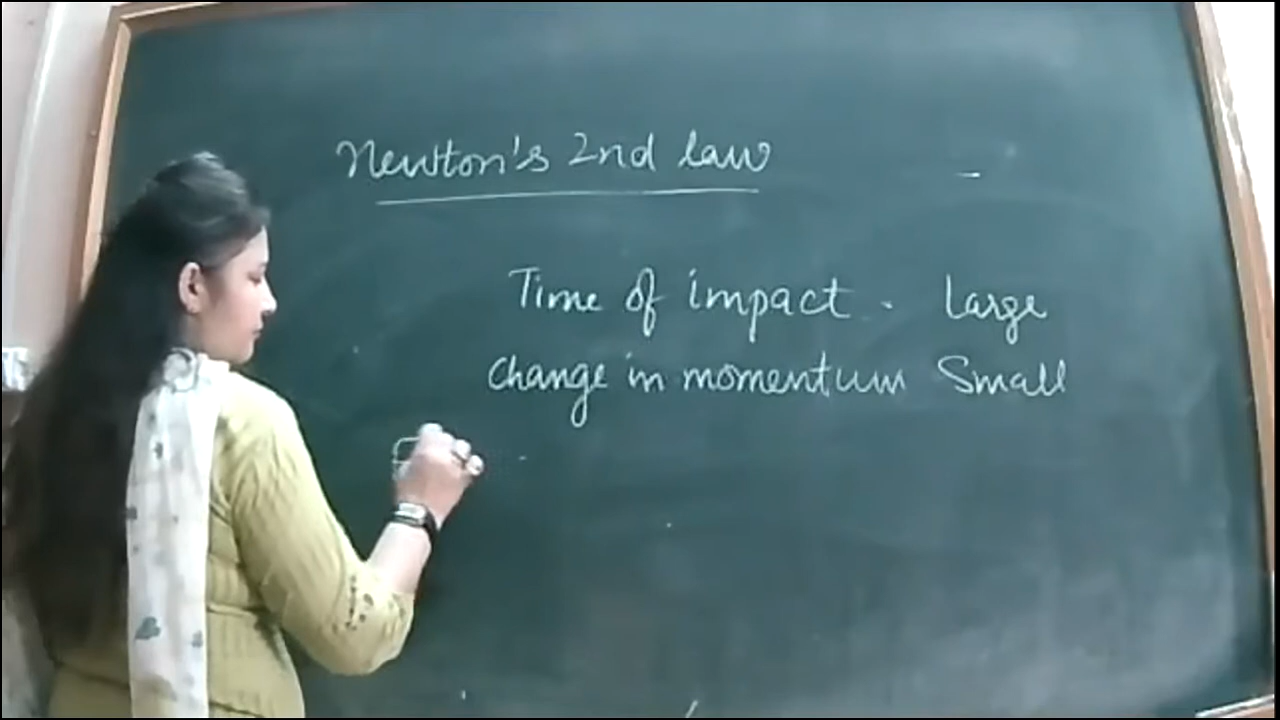 Newton's 2nd law
Time of impact . Large
Change in momentum Small